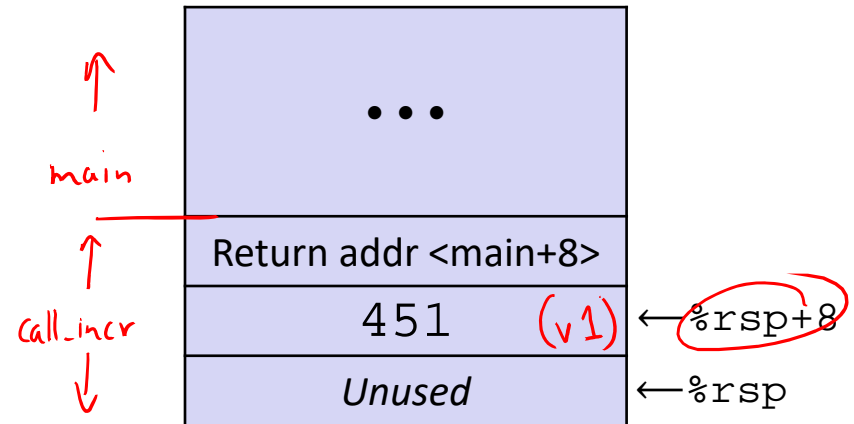 • • •
main
Return addr <main+8>
call_incr
451 (v1) ←%rsp+8
Unused ←%rsp